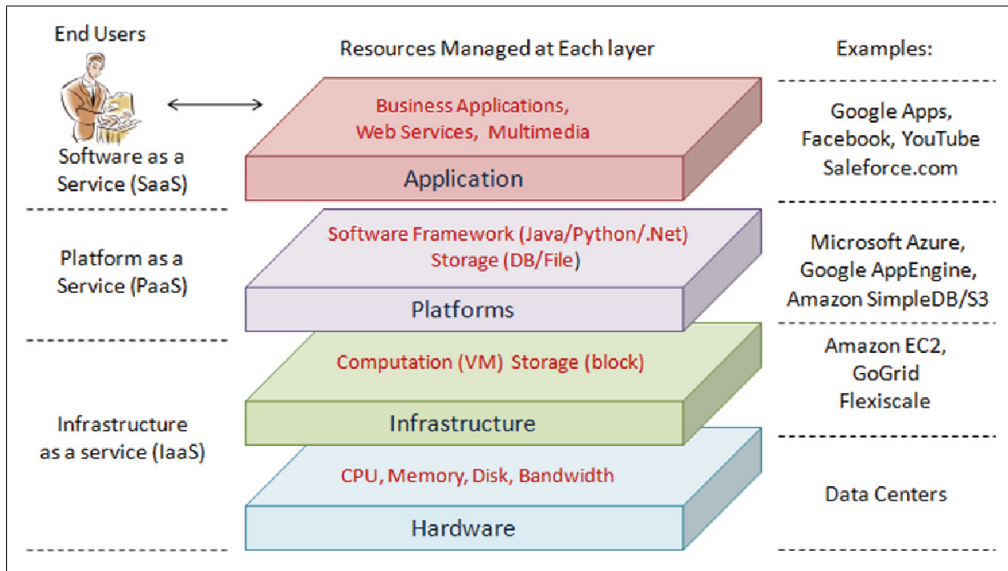 End Users
Resources Managed at Each layer
Examples:
Business Applications,
Web Services, Multimedia
Application
Software as a
Service (SaaS)
Google Apps,
Facebook, YouTube
Saleforce.com
Software Framework (Java/Python/.Net)
Storage (DB/File)
Platforms
Platform as a
Service (PaaS)
Microsoft Azure,
Google AppEngine,
Amazon SimpleDB/S3
Computation (VM) Storage (block)
Infrastructure
Amazon EC2,
GoGrid
Flexiscale
Infrastructure
as a service (IaaS)
CPU, Memory, Disk, Bandwidth
Hardware
Data Centers